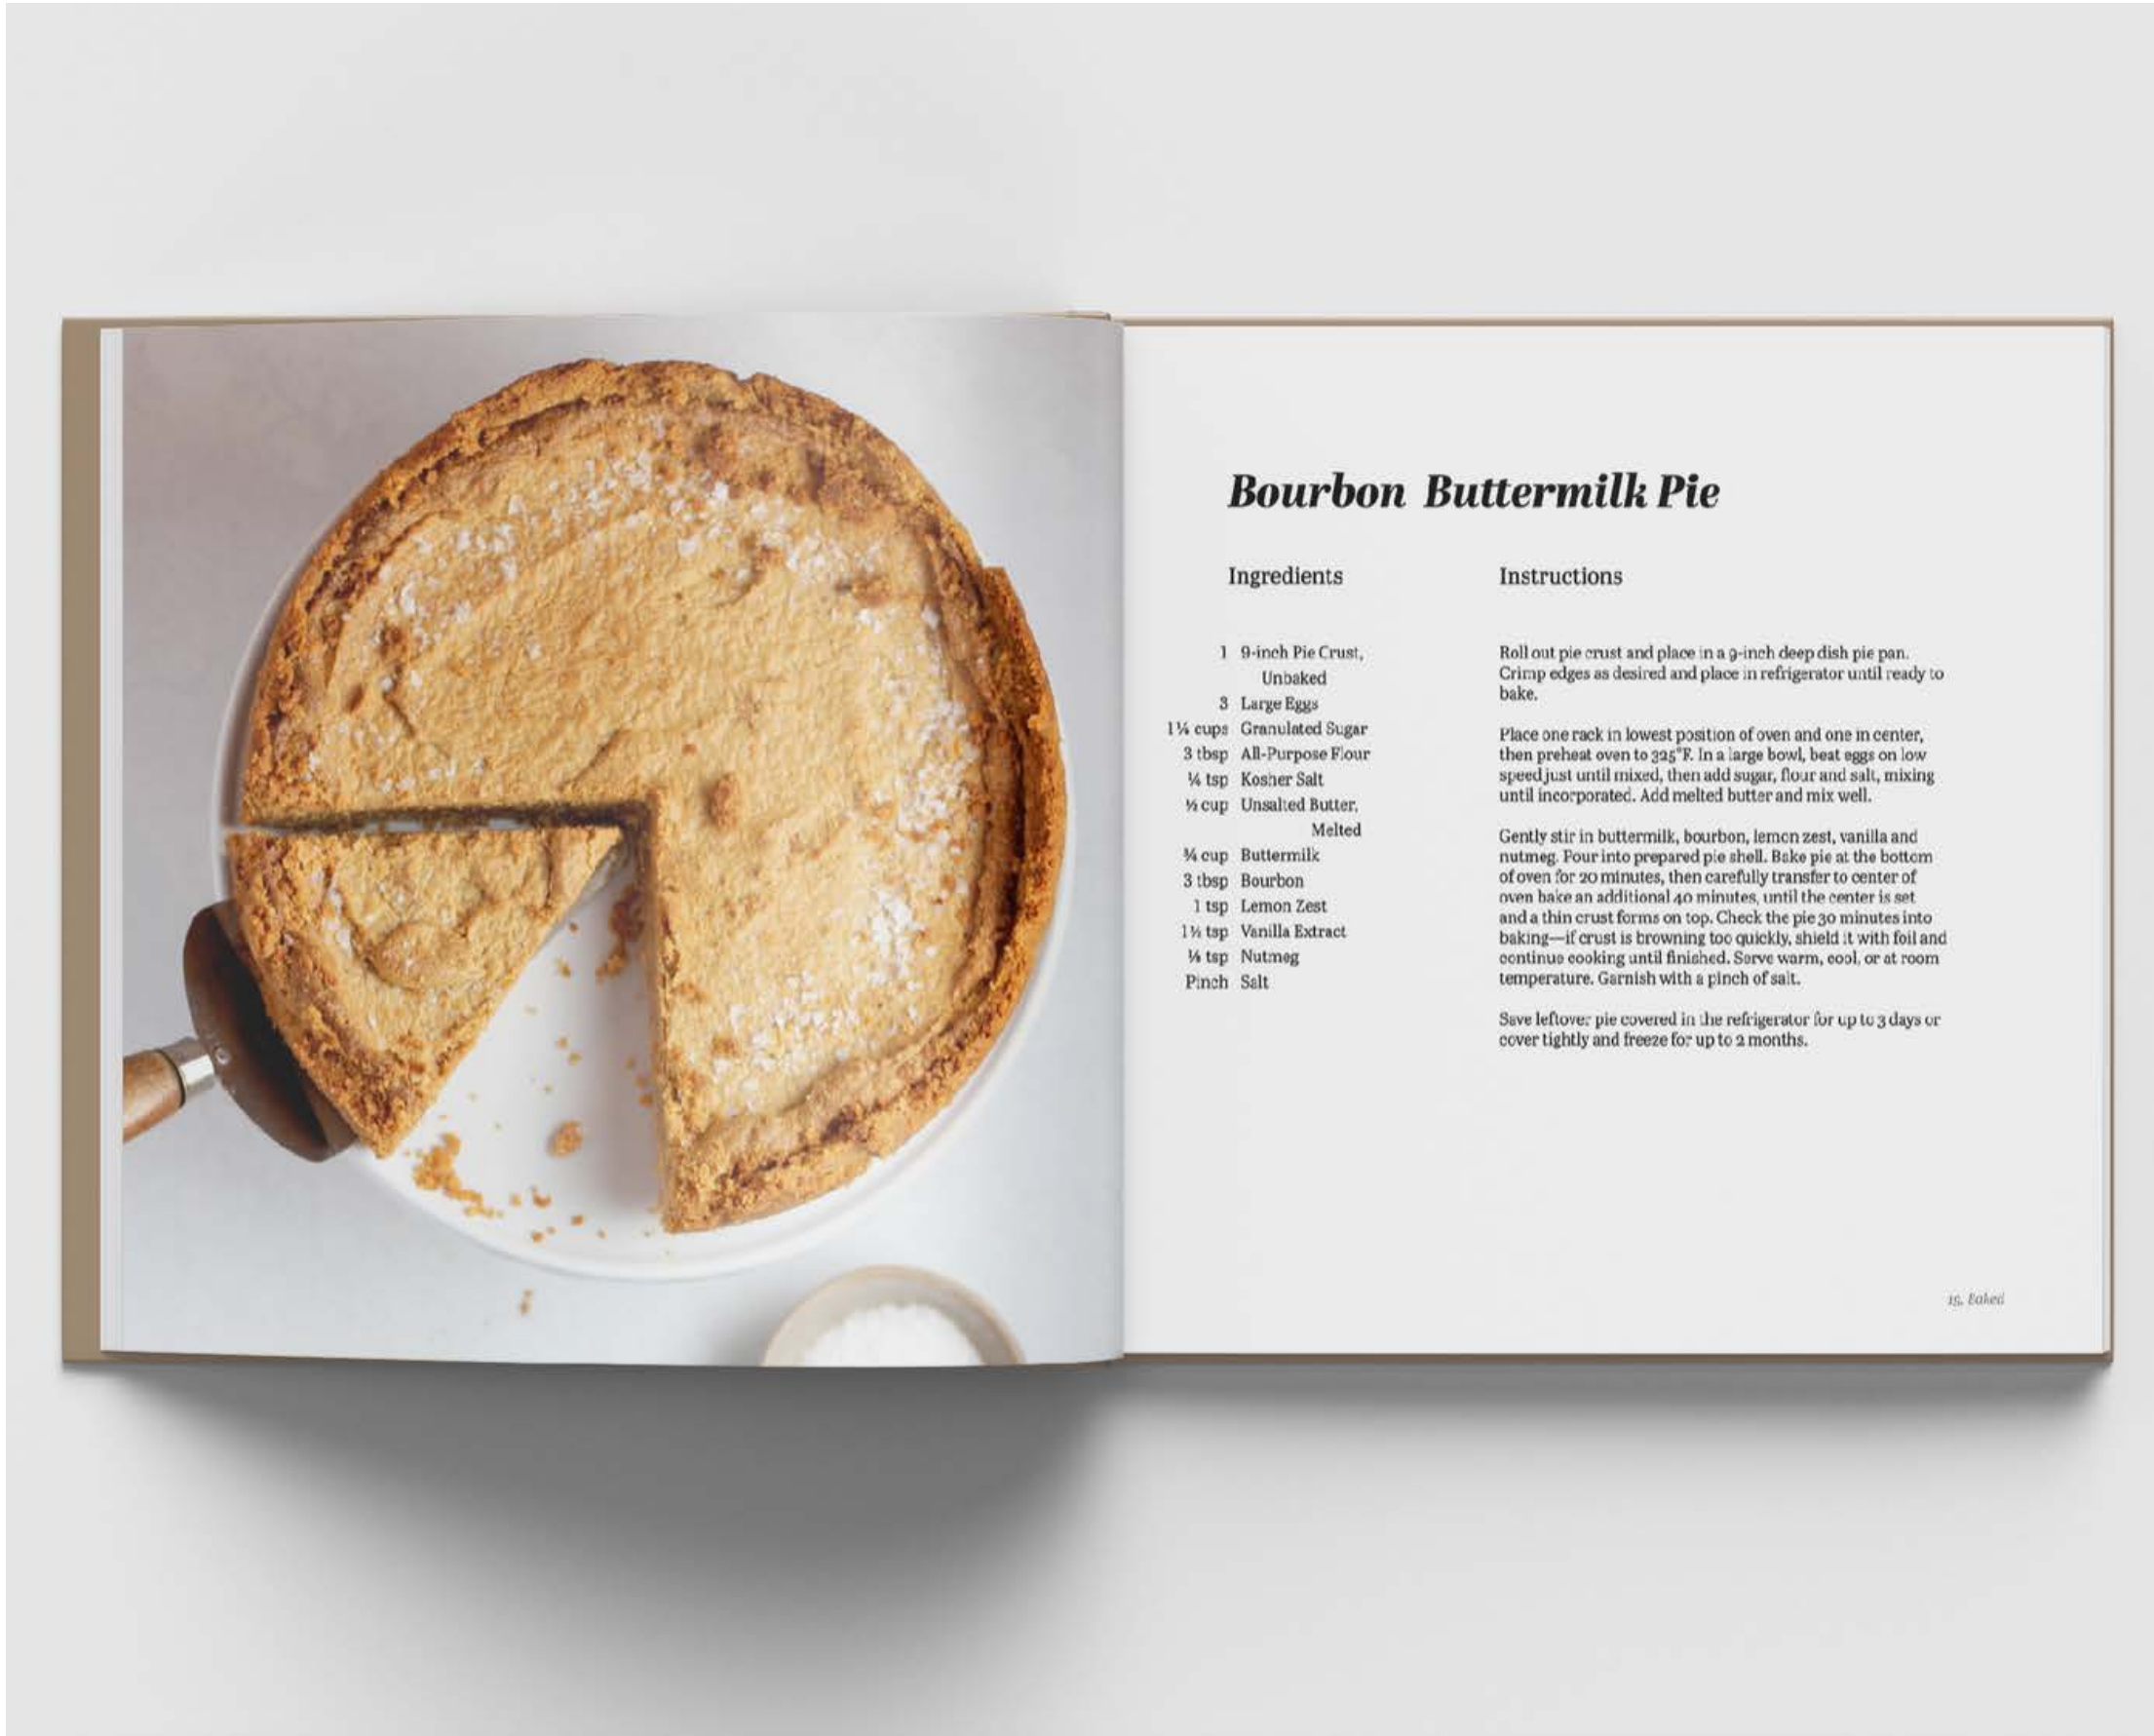 Bourbon Buttermilk Pie
Ingredients
1 9-inch Pie Crust,
Unbaked
3 Large Eggs
cups Granulated Sugar
3 tbsp All-Purpose Flour
¼ tsp Kosher Salt
½ cup Unsalted Butter,
Melted
¾ cup Buttermilk
3 tbsp Bourbon
1 tsp Lemon Zest
1½ tsp Vanilla Extract
tsp Nutmeg
Pinch Salt
Instructions
Roll out pie crust and place in a 9-inch deep dish pie pan.
Crimp edges as desired and place in refrigerator until ready to
bake.
Place one rack in lowest position of oven and one in center,
then preheat oven to 325°F. In a large bowl, beat eggs on low
speed just until mixed, then add sugar, flour and salt, mixing
until incorporated. Add melted butter and mix well.
Gently stir in buttermilk, bourbon, lemon zest, vanilla and
nutmeg. Pour into prepared pie shell. Bake pie at the bottom
of oven for 20 minutes, then carefully transfer to center of
oven bake an additional 40 minutes, until the center is set
and a thin crust forms on top. Check the pie 30 minutes into
baking—if crust is browning too quickly, shield it with foil and
continue cooking until finished. Serve warm, cool, or at room
temperature. Garnish with a pinch of salt.
Save leftover pie covered in the refrigerator for up to 3 days or
cover tightly and freeze for up to 2 months.
Baked